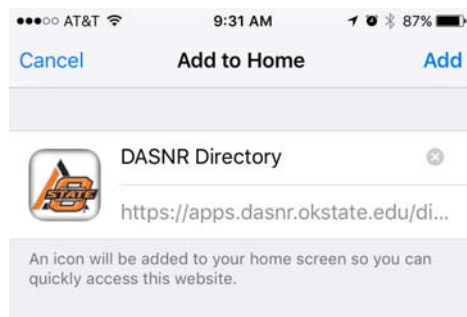 AT&T 9:31 AM 87%
Cancel Add to Home Add
STATE
DASNR Directory
https://apps.dasnr.okstate.edu/di...
An icon will be added to your home screen so you can
quickly access this website.